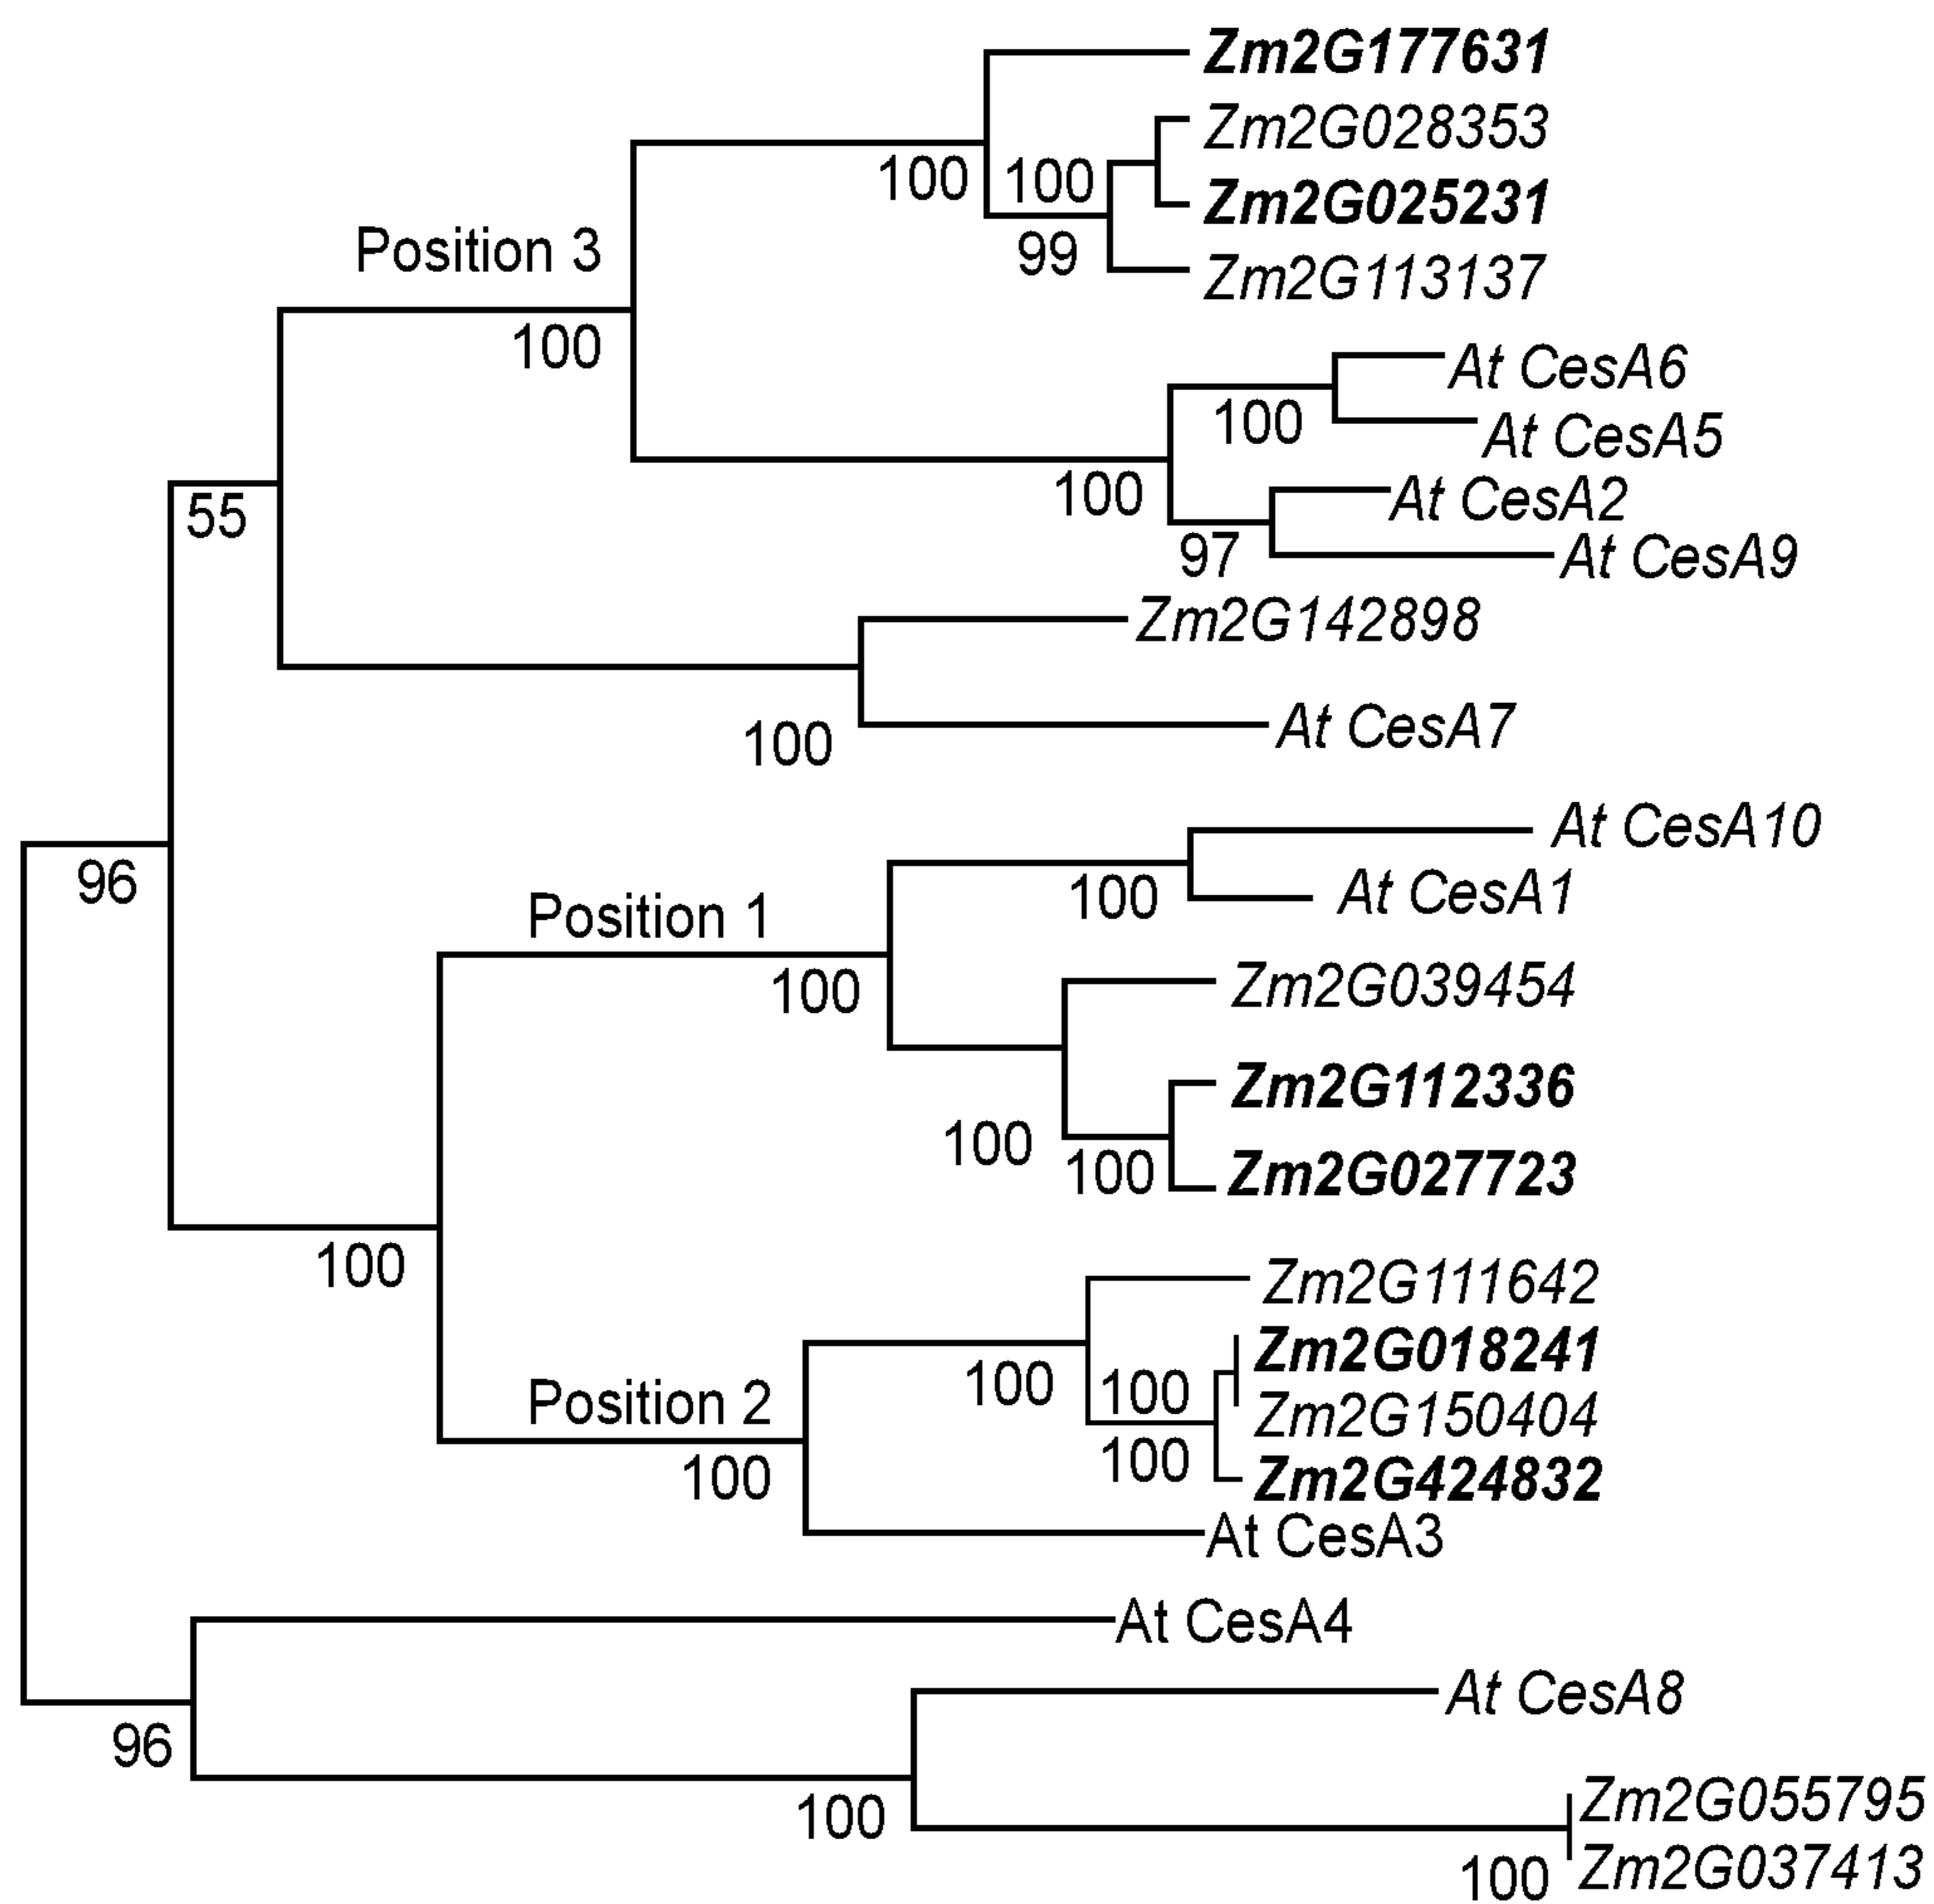 Zm2G177631
Zm2G028353
100
100
Zm2G025231
Position 3
99
Zm2G113137
100
At CesA6
100
At CesA5
100
At CesA2
55
97
At CesA9
Zm2G142898
100
At CesA7
At CesA10
96
100
At CesA1
Position 1
100
Zm2G039454
Zm2G112336
100
100
Zm2G027723
100
Zm2G111642
Zm2G018241
100
100
Position 2
Zm2G150404
100
100
Zm2G424832
At CesA3
At CesA4
At CesA8
96
100
Zm2G055795
100
Zm2G037413